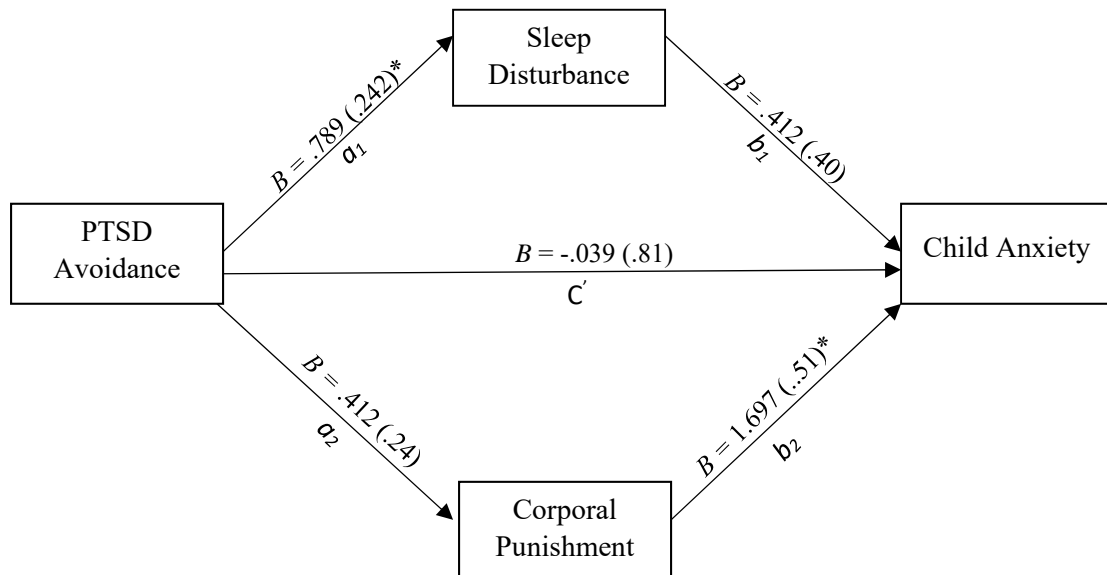 Sleep
Disturbance
B = .789 (.242)*
a1
B = .412 (.40)
b1
PTSD
Avoidance
B = -.039 (.81)
C′
Child Anxiety
B = .412 (.24)
a2
B = 1.697 (..51)*
b2
Corporal
Punishment